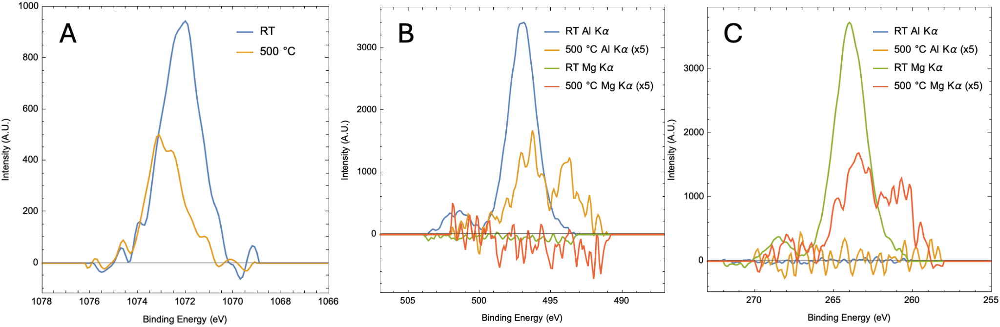 A
RT
500 °C
1000
800
600
400
200
0
Intensity (A.U.)
1078
1076
1074
1072
1070
1068
1066
Binding Energy (eV)
B
RT Al Kα
500 °C Al Kα (x5)
RT Mg Kα
500 °C Mg Kα (x5)
3000
2000
1000
0
Intensity (A.U.)
505
500
495
490
Binding Energy (eV)
C
RT Al Kα
500 °C Al Kα (x5)
RT Mg Kα
500 °C Mg Kα (x5)
3000
2000
1000
0
Intensity (A.U.)
270
265
260
255
Binding Energy (eV)